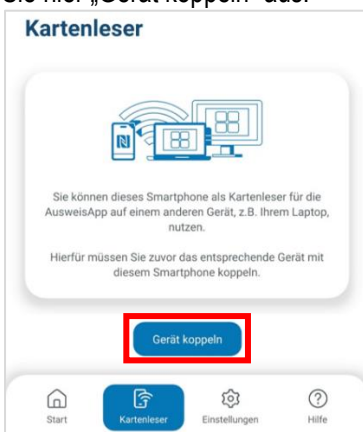 Sie hier „Gerät koppeln“ aus.
Kartenleser
Sie können dieses Smartphone als Kartenleser für die
AusweisApp auf einem anderen Gerät, z.B. Ihrem Laptop,
nutzen.
Hierfür müssen Sie zuvor das entsprechende Gerät mit
diesem Smartphone koppeln.
Gerät koppeln
Start
Kartenleser
Einstellungen
Hilfe